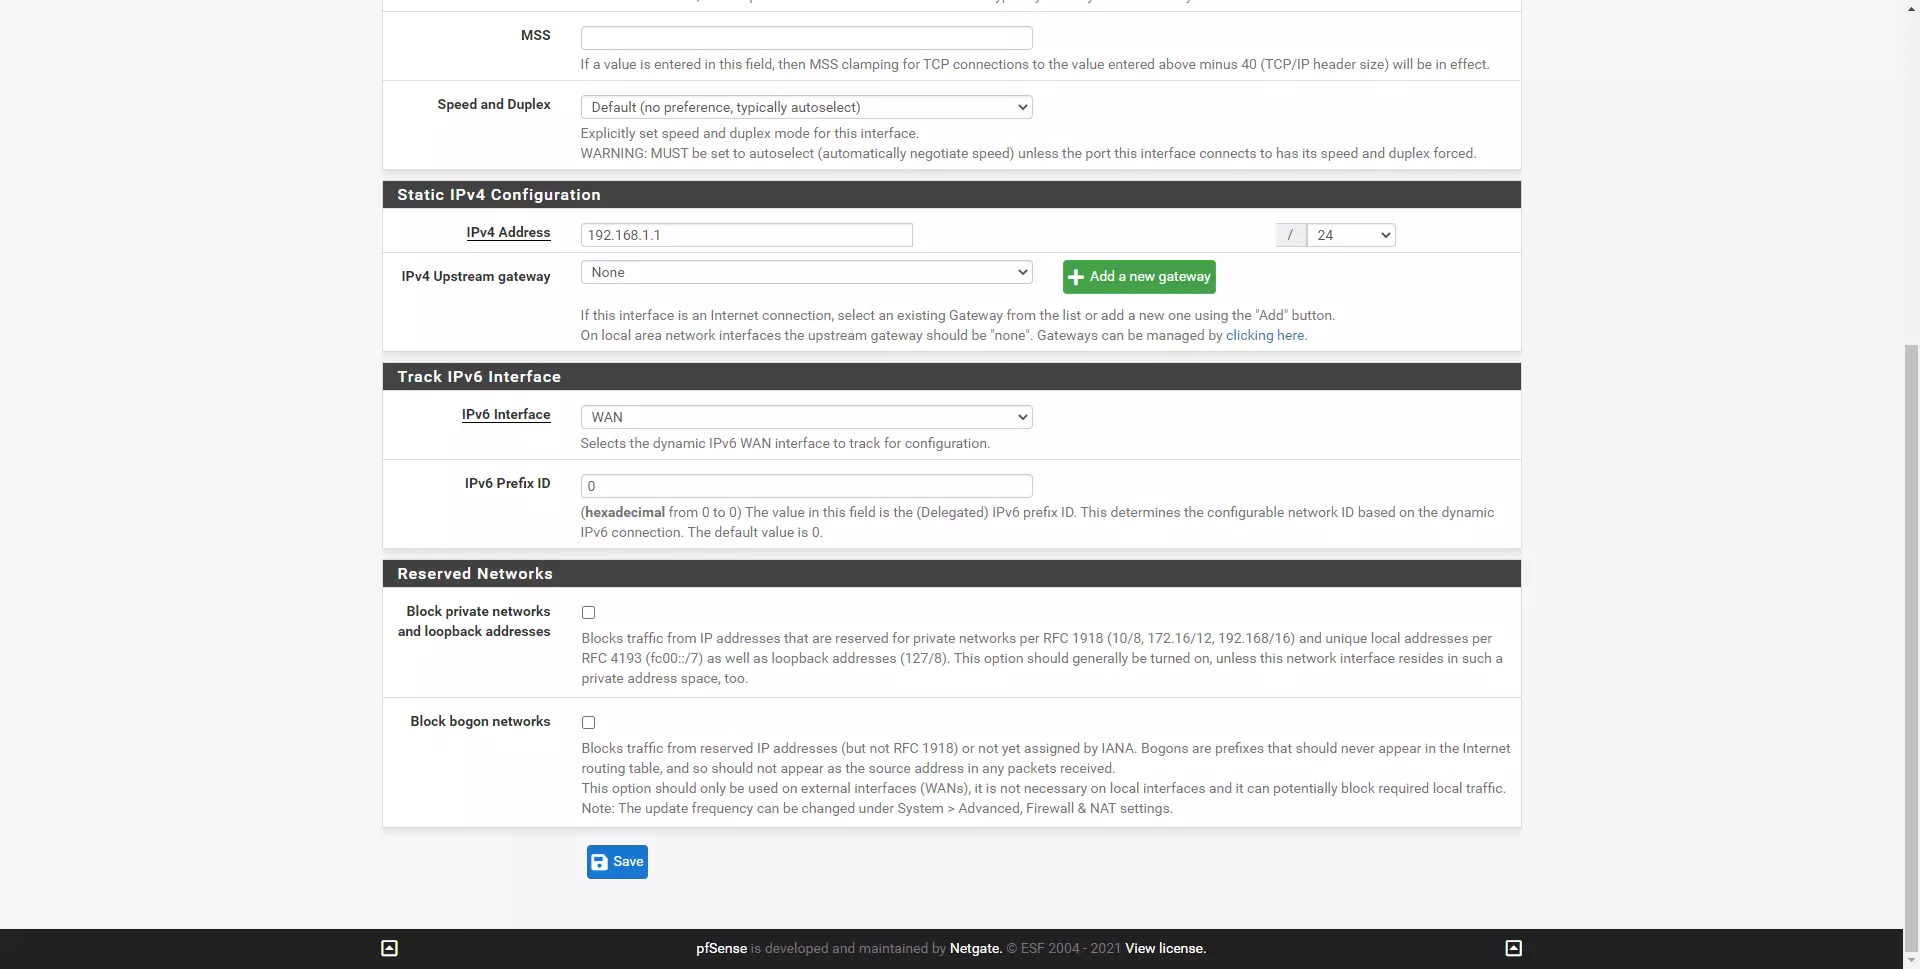 MSS
If a value is entered in this field, then MSS clamping for TCP connections to the value entered above minus 40 (TCP/IP header size) will be in effect.
Speed and Duplex
Default (no preference, typically autoselect)
Explicitly set speed and duplex mode for this interface.
WARNING: MUST be set to autoselect (automatically negotiate speed) unless the port this interface connects to has its speed and duplex forced.
Static IPv4 Configuration
IPv4 Address
192.168.1.1
/
24
IPv4 Upstream gateway
None
Add a new gateway
If this interface is an Internet connection, select an existing Gateway from the list or add a new one using the "Add" button.
On local area network interfaces the upstream gateway should be "none". Gateways can be managed by clicking here.
Track IPv6 Interface
IPv6 Interface
WAN
Selects the dynamic IPv6 WAN interface to track for configuration.
IPv6 Prefix ID
0
(hexadecimal from 0 to 0) The value in this field is the (Delegated) IPv6 prefix ID. This determines the configurable network ID based on the dynamic
IPv6 connection. The default value is 0.
Reserved Networks
Block private networks
and loopback addresses
Blocks traffic from IP addresses that are reserved for private networks per RFC 1918 (10/8, 172.16/12, 192.168/16) and unique local addresses per
RFC 4193 (fc00::/7) as well as loopback addresses (127/8). This option should generally be turned on, unless this network interface resides in such a
private address space, too.
Block bogon networks
Blocks traffic from reserved IP addresses (but not RFC 1918) or not yet assigned by IANA. Bogons are prefixes that should never appear in the Internet
routing table, and so should not appear as the source address in any packets received.
This option should only be used on external interfaces (WANs), it is not necessary on local interfaces and it can potentially block required local traffic.
Note: The update frequency can be changed under System > Advanced, Firewall & NAT settings.
Save
pfSense is developed and maintained by Netgate. © ESF 2004 - 2021 View license.